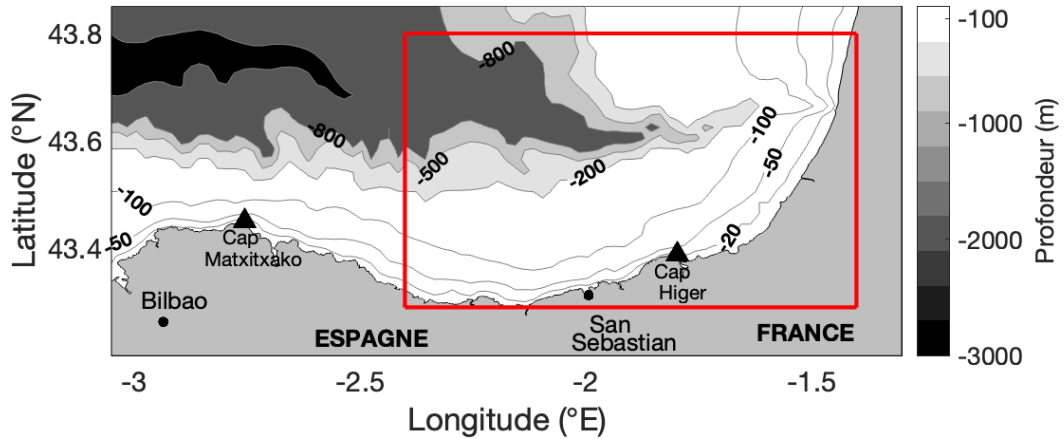 43.8
43.6
43.4
Latitude (°N)
-3
-2.5
-2
-1.5
Longitude (°E)
-800
-800
-500
-200
-100
-50
-20
-100
-50
Cap
Matxitxako
Bilbao
ESPAGNE
San
Sebastian
Cap
Higer
FRANCE
-100
-1000
-2000
-3000
Profondeur (m)